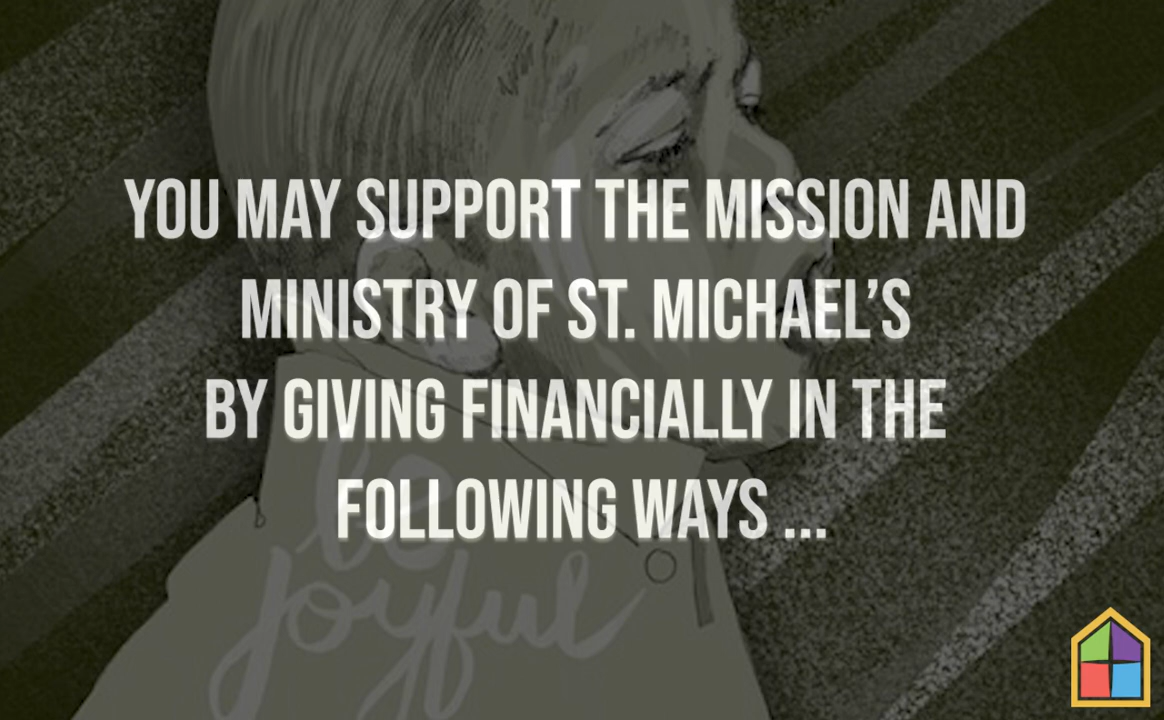 YOU MAY SUPPORT THE MISSION AND
MINISTRY OF ST. MICHAEL’S
BY GIVING FINANCIALLY IN THE
FOLLOWING WAYS ...
be
joyful